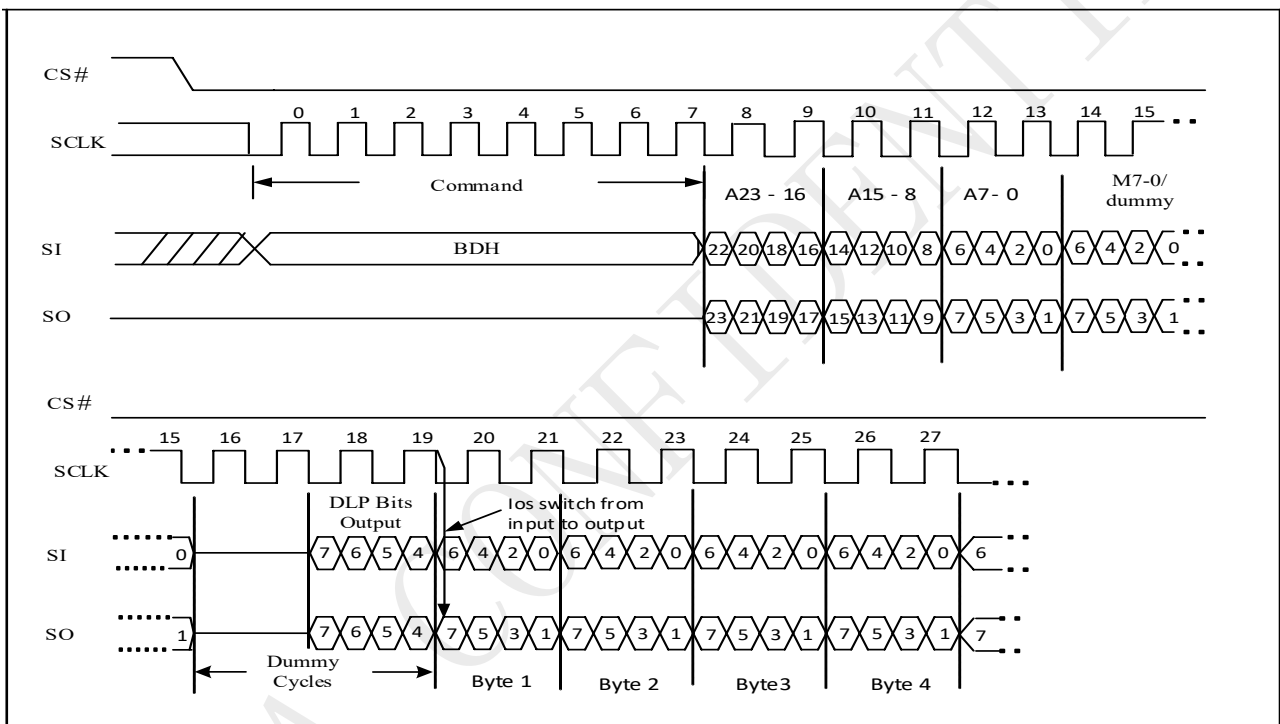 CS#
0 1 2 3 4 5 6 7 8 9 10 11 12 13 14 15
SCLK
Command
A23 - 16 A15 - 8 A7 - 0 M7-0/
dummy
SI
BDH
22 20 18 16 14 12 10 8 6 4 2 0 6 4 2 0
SO
23 21 19 17 15 13 11 9 7 5 3 1 7 5 3 1
CS#
15 16 17 18 19 20 21 22 23 24 25 26 27
SCLK
DLP Bits
Output
Ios switch from
input to output
SI
0 7 6 5 4 6 4 2 0 6 4 2 0 6 4 2 0 6 4 2 0 6
SO
1 7 6 5 4 7 5 3 1 7 5 3 1 7 5 3 1 7 5 3 1 7
Dummy
Cycles
Byte 1 Byte 2 Byte3 Byte 4